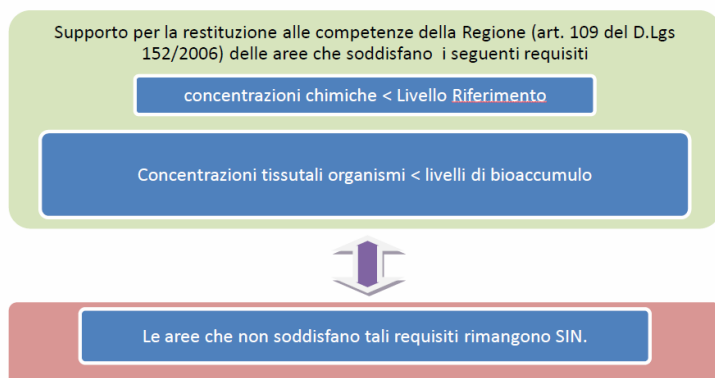 Supporto per la restituzione alle competenze della Regione (art. 109 del D.Lgs
152/2006) delle aree che soddisfano i seguenti requisiti
concentrazioni chimiche < Livello Riferimento
Concentrazioni tissutali organismi < livelli di bioaccumulo
Le aree che non soddisfano tali requisiti rimangono SIN.